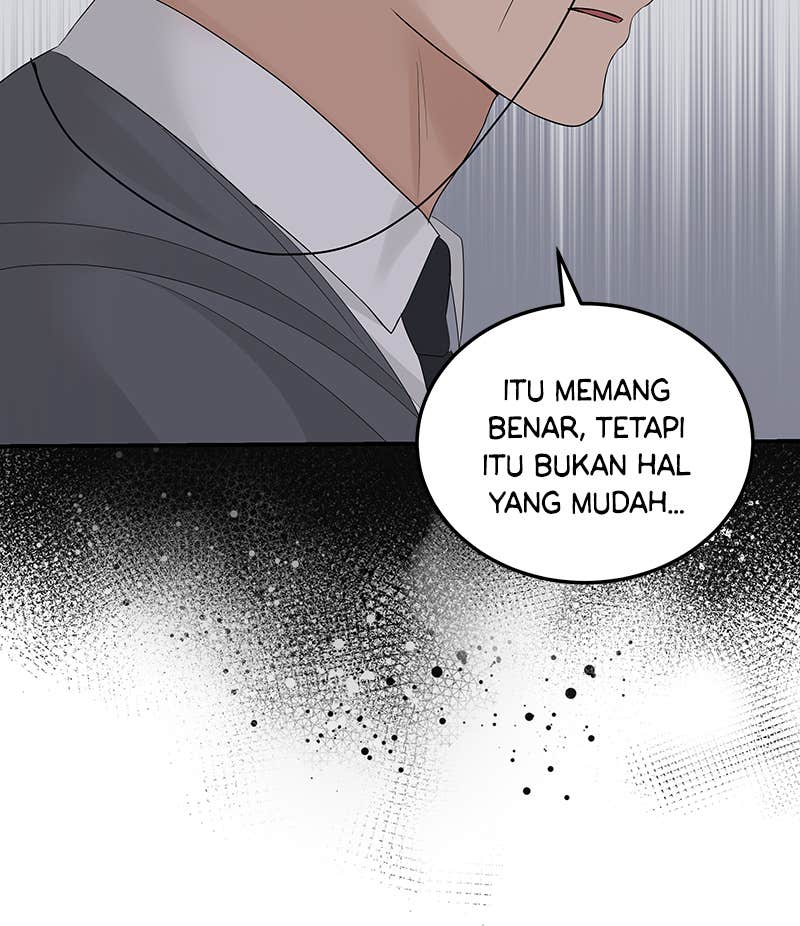 ITU MEMANG
BENAR, TETAPI
ITU BUKAN HAL
YANG MUDAH...